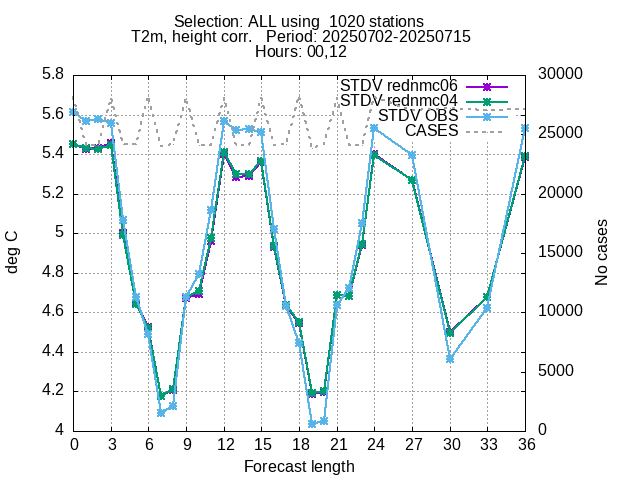 Selection: ALL using  1020 stations
T2m, height corr.   Period: 20250702-20250715
Hours: 00,12
5.8
5.6
5.4
5.2
5
4.8
4.6
4.4
4.2
4
30000
25000
20000
15000
10000
5000
0
STDV rednmc06
STDV rednmc04
STDV OBS
CASES
deg C
No cases
0 3 6 9 12 15 18 21 24 27 30 33 36
Forecast length